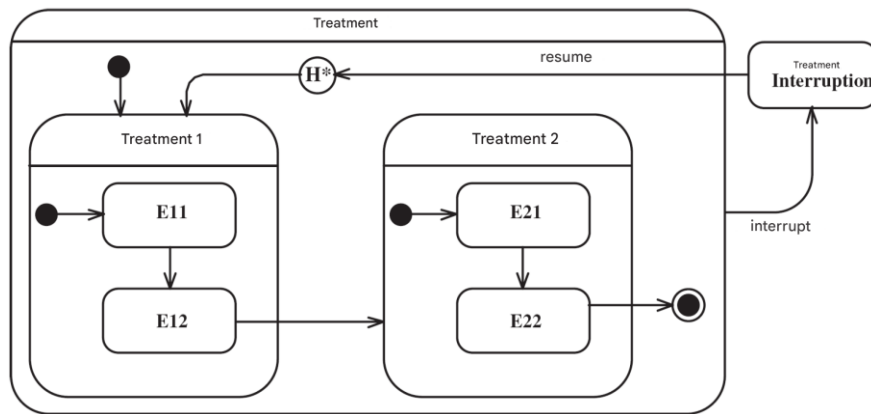 Treatment
resume
H*
Treatment
Interruption
Treatment 1
Treatment 2
E11
E21
interrupt
E12
E22